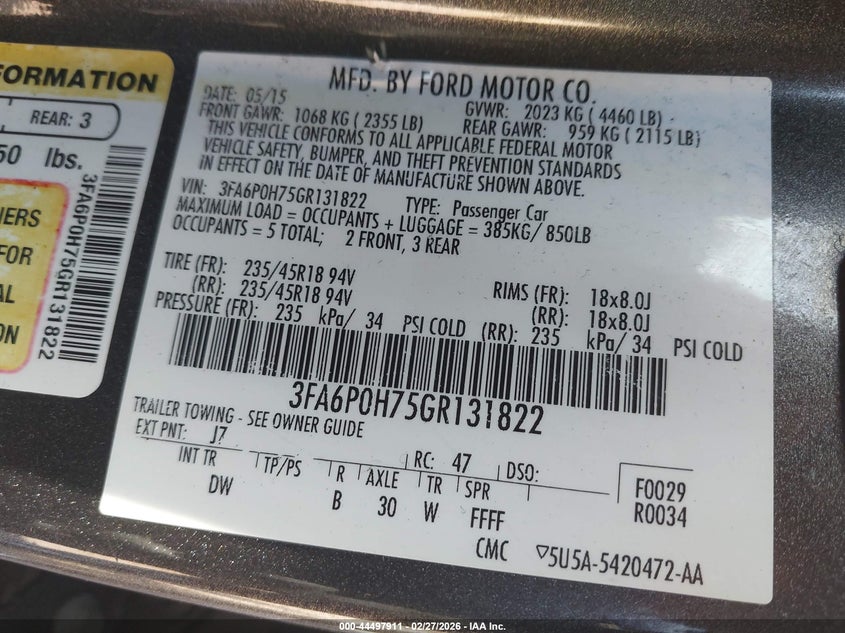 FORMATION
REAR: 3
50 lbs.
IERS
FOR
AL
ON
3FA6P0H75GR131822
MFD. BY FORD MOTOR CO.
DATE: 05/15 GVWR: 2023 KG ( 4460 LB)
FRONT GAWR: 1068 KG ( 2355 LB) REAR GAWR: 959 KG ( 2115 LB)
THIS VEHICLE CONFORMS TO ALL APPLICABLE FEDERAL MOTOR
VEHICLE SAFETY, BUMPER, AND THEFT PREVENTION STANDARDS
IN EFFECT ON THE DATE OF MANUFACTURE SHOWN ABOVE.
VIN: 3FA6P0H75GR131822 TYPE: Passenger Car
MAXIMUM LOAD = OCCUPANTS + LUGGAGE = 385KG/ 850LB
OCCUPANTS = 5 TOTAL; 2 FRONT, 3 REAR
TIRE (FR): 235/45R18 94V RIMS (FR): 18x8.0J
(RR): 235/45R18 94V (RR): 18x8.0J
PRESSURE (FR): 235 kPa/ 34 PSI COLD (RR): 235 kPa/ 34 PSI COLD
3FA6P0H75GR131822
TRAILER TOWING - SEE OWNER GUIDE
EXT PNT: J7 RC: 47 DSO:
INT TR TP/PS R AXLE TR SPR F0029
DW B 30 W FFFF R0034
CMC ▽5U5A-5420472-AA
000-44497911 - 02/27/2026 - IAA Inc.